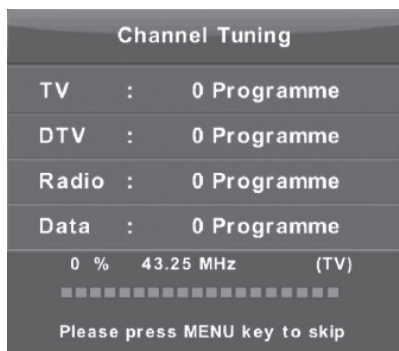 Channel Tuning
TV : 0 Programme
DTV : 0 Programme
Radio : 0 Programme
Data : 0 Programme
0 % 43.25 MHz (TV)
Please press MENU key to skip